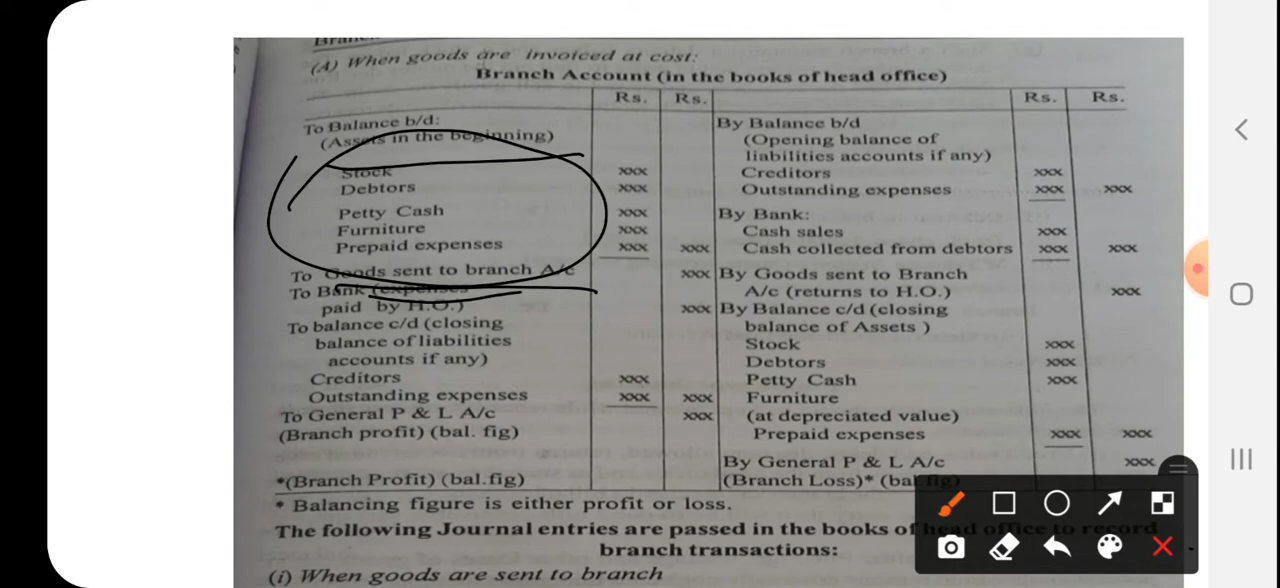 (A) When goods are invoiced at cost:
Branch Account (in the books of head office)
Rs. Rs. Rs. Rs.
To Balance b/d: By Balance b/d
(Assets in the beginning) (Opening balance of
liabilities accounts if any)
Stock xxx Creditors xxx
Debtors xxx Outstanding expenses xxx xxx
Petty Cash xxx By Bank:
Furniture xxx Cash sales xxx
Prepaid expenses xxx xxx Cash collected from debtors xxx xxx
To Goods sent to branch A/c xxx By Goods sent to Branch
To Bank (expenses A/c (returns to H.O.) xxx
paid by H.O.) xxx By Balance c/d (closing
To balance c/d (closing balance of Assets )
balance of liabilities Stock xxx
accounts if any) Debtors xxx
Creditors xxx Petty Cash xxx
Outstanding expenses xxx xxx Furniture
To General P & L A/c xxx (at depreciated value)
(Branch profit) (bal. fig) Prepaid expenses xxx xxx
By General P & L A/c xxx
*(Branch Profit) (bal.fig) (Branch Loss)* (bal.fig)
* Balancing figure is either profit or loss.
The following Journal entries are passed in the books of head office to record
branch transactions:
(i) When goods are sent to branch